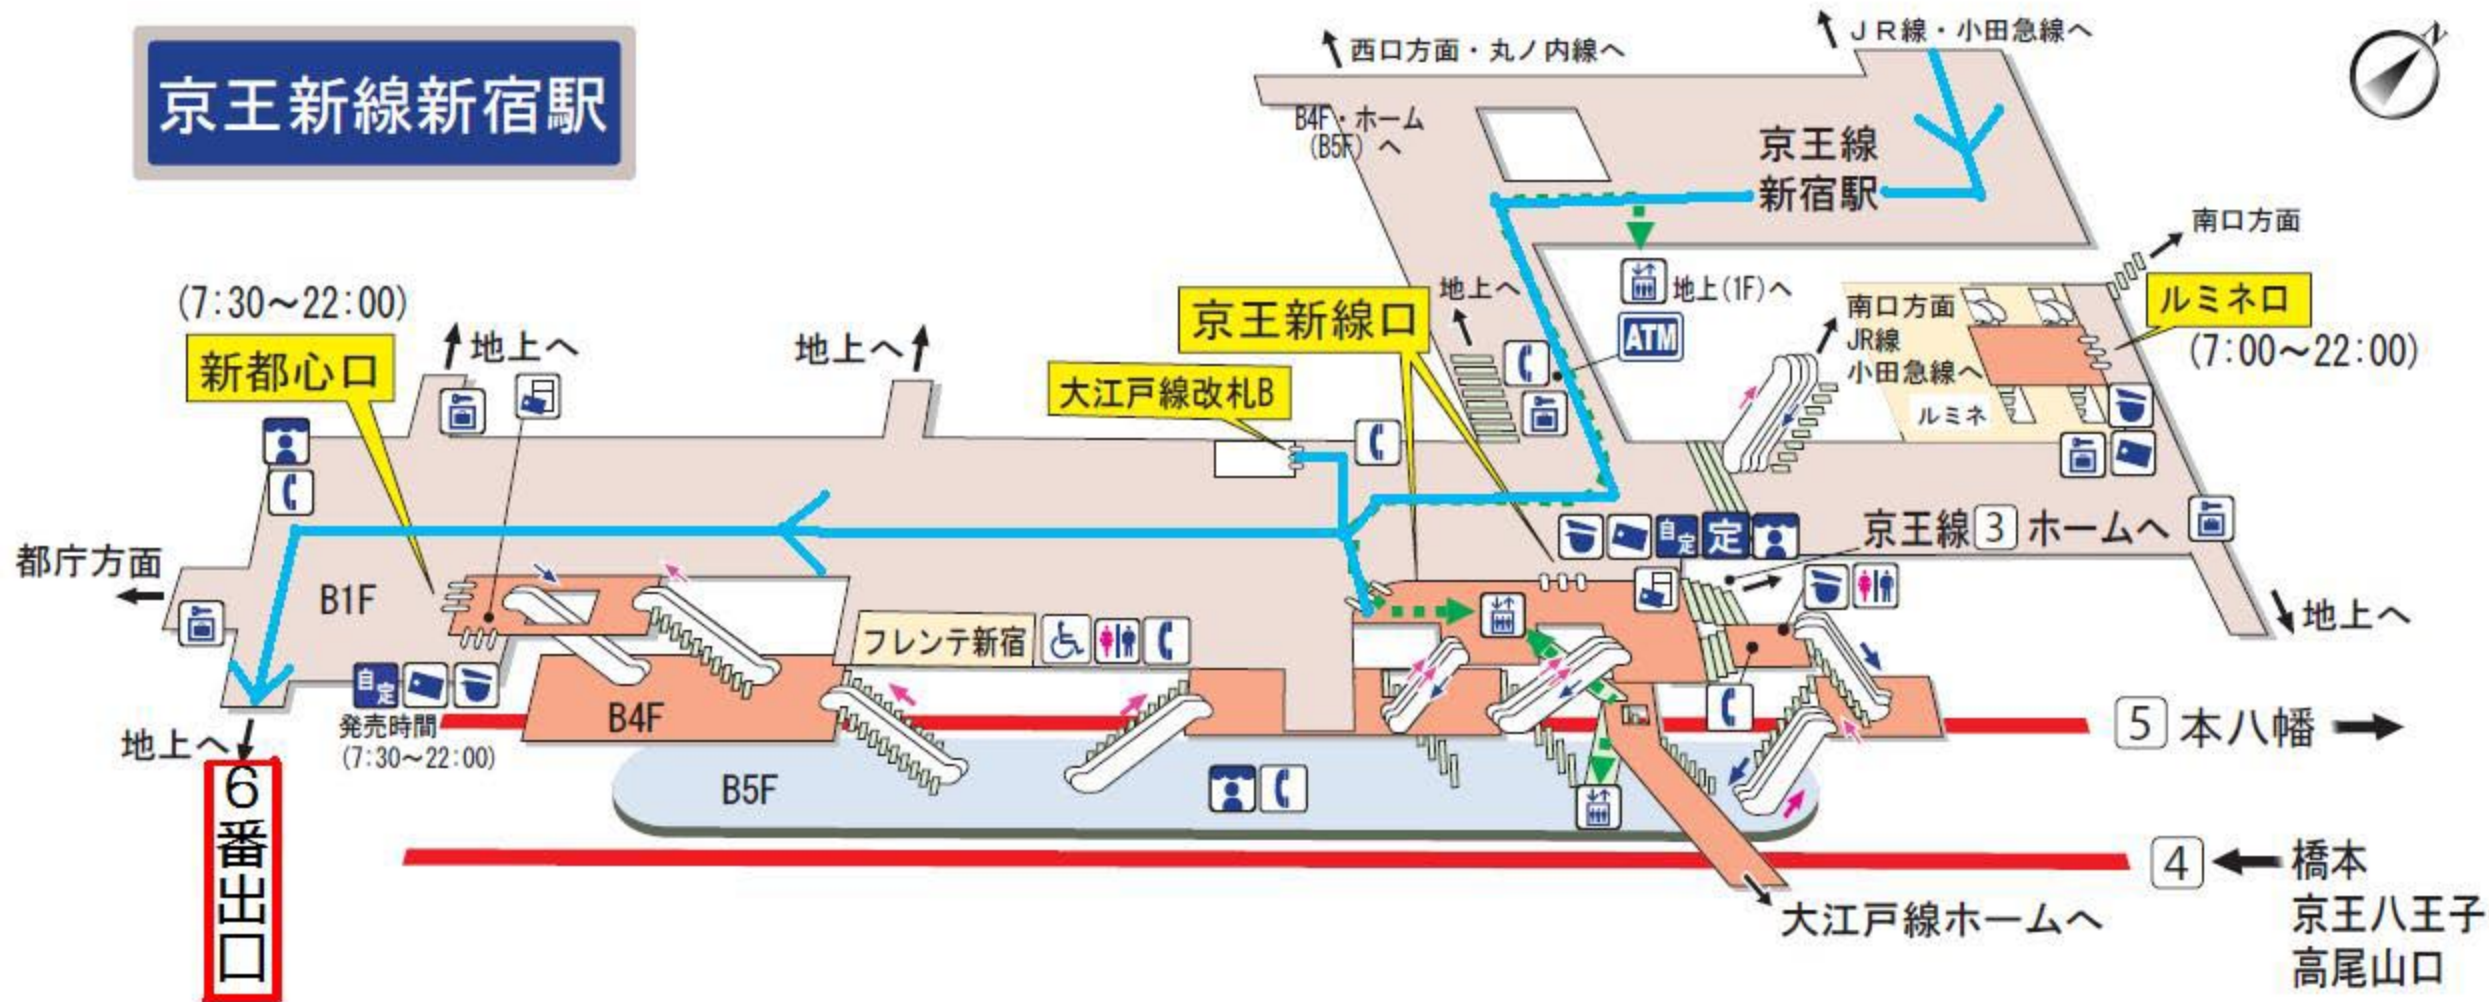 京王新線新宿駅
西口方面・丸ノ内線へ
JR線・小田急線へ
N
B4F・ホーム
(B5F)へ
京王線
新宿駅
南口方面
地上へ
地上(1F)へ
ATM
南口方面
JR線
小田急線へ
ルミネ
ルミネ口
(7:00〜22:00)
(7:30〜22:00)
新都心口
地上へ
地上へ
大江戸線改札B
京王新線口
都庁方面
B1F
自定
定
京王線3ホームへ
地上へ
フレンテ新宿
自定
発売時間
(7:30〜22:00)
地上へ
6番出口
B4F
B5F
5 本八幡
4
橋本
京王八王子
高尾山口
大江戸線ホームへ